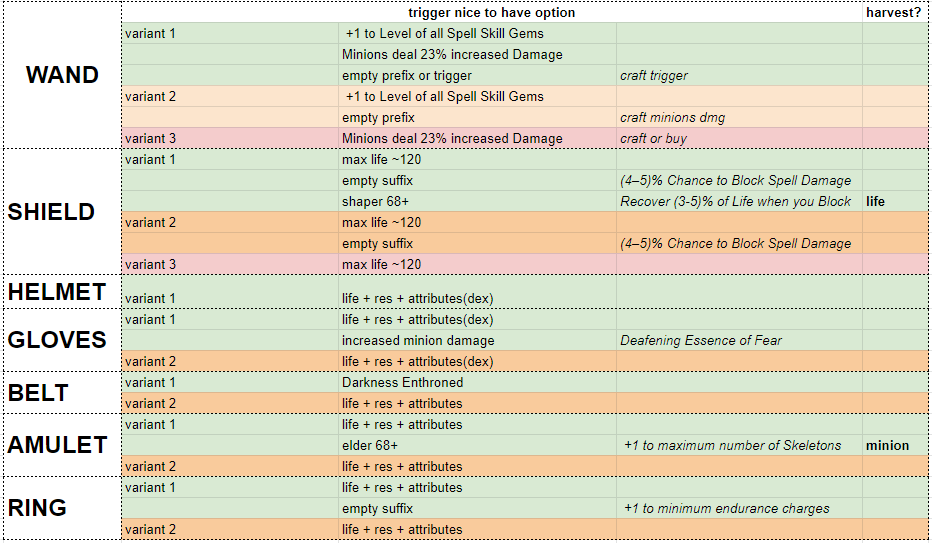 trigger nice to have option harvest?
WAND
variant 1 +1 to Level of all Spell Skill Gems
Minions deal 23% increased Damage
empty prefix or trigger craft trigger
variant 2 +1 to Level of all Spell Skill Gems
empty prefix craft minions dmg
variant 3 Minions deal 23% increased Damage craft or buy
SHIELD
variant 1 max life ~120
empty suffix (4–5)% Chance to Block Spell Damage
shaper 68+ Recover (3-5)% of Life when you Block life
variant 2 max life ~120
empty suffix (4–5)% Chance to Block Spell Damage
variant 3 max life ~120
HELMET
variant 1 life + res + attributes(dex)
GLOVES
variant 1 life + res + attributes(dex)
increased minion damage Deafening Essence of Fear
variant 2 life + res + attributes(dex)
BELT
variant 1 Darkness Enthroned
variant 2 life + res + attributes
AMULET
variant 1 life + res + attributes
elder 68+ +1 to maximum number of Skeletons minion
variant 2 life + res + attributes
RING
variant 1 life + res + attributes
empty suffix +1 to minimum endurance charges
variant 2 life + res + attributes